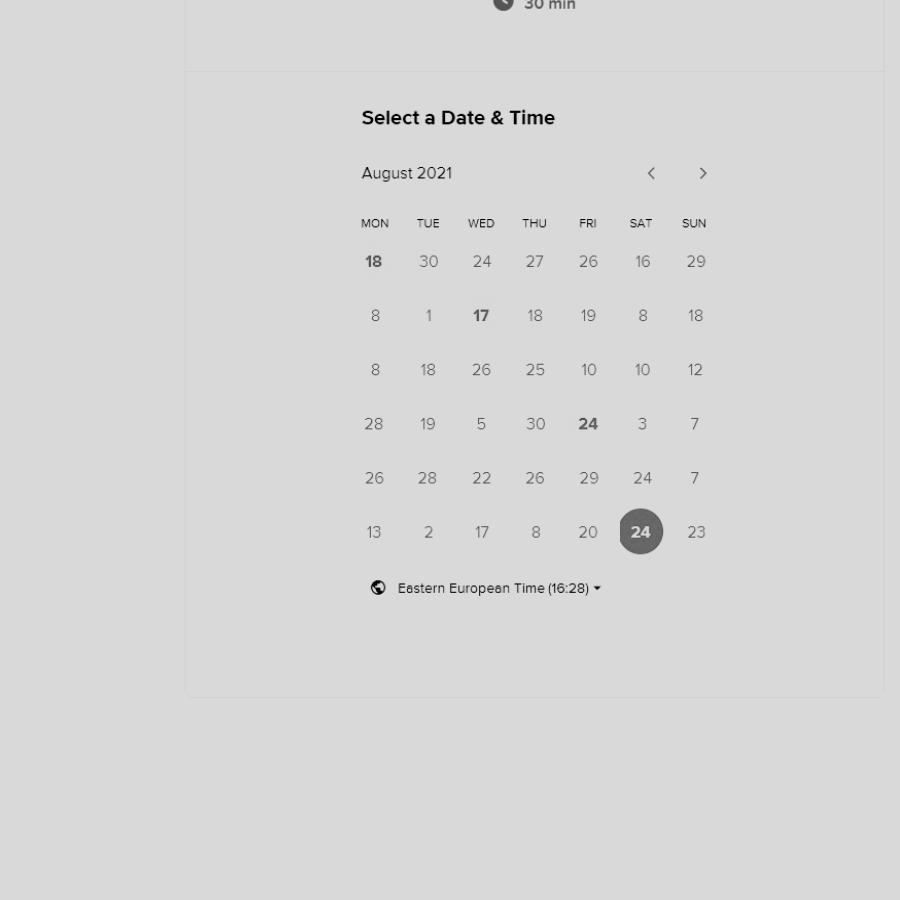 30 min
Select a Date & Time
August 2021
MON TUE WED THU FRI SAT SUN
18 30 24 27 26 16 29
8 1 17 18 19 8 18
8 18 26 25 10 10 12
28 19 5 30 24 3 7
26 28 22 26 29 24 7
13 2 17 8 20 24 23
Eastern European Time (16:28)